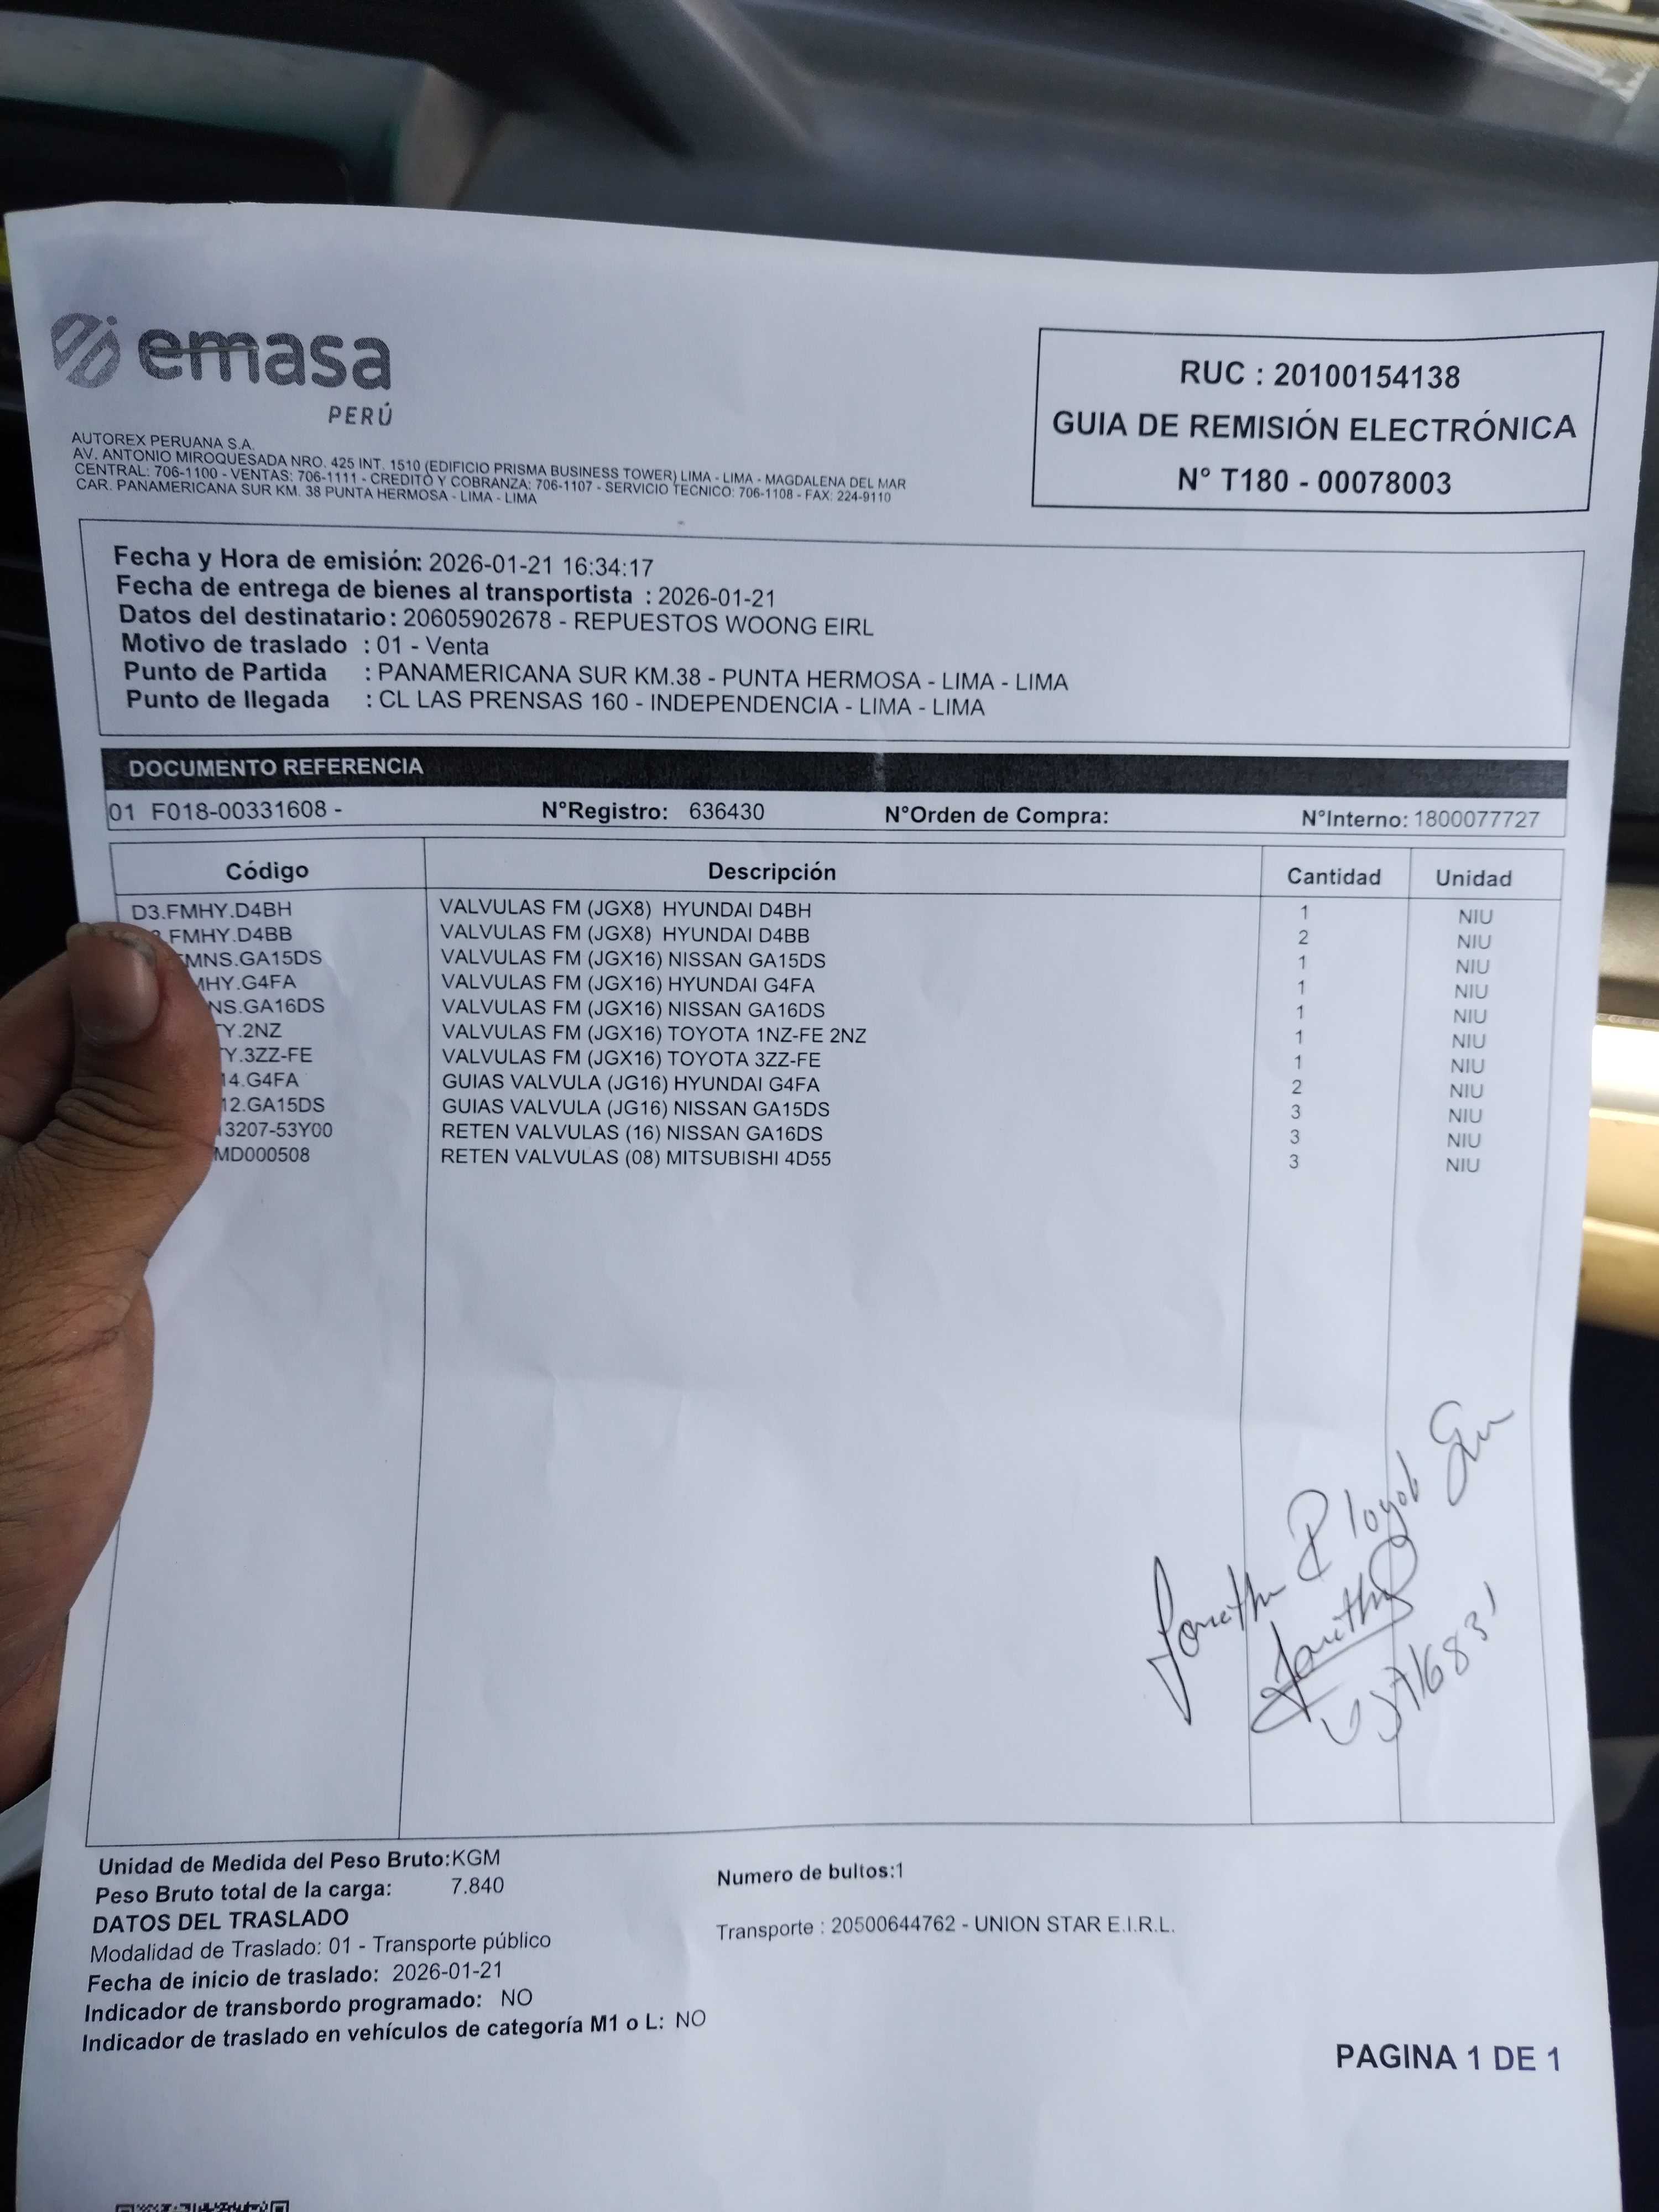 emasa
PERÚ
AUTOREX PERUANA S.A.
AV. ANTONIO MIROQUESADA NRO. 425 INT. 1510 (EDIFICIO PRISMA BUSINESS TOWER) LIMA - LIMA - MAGDALENA DEL MAR
CENTRAL: 706-1100 - VENTAS: 706-1111 - CREDITO Y COBRANZA: 706-1107 - SERVICIO TECNICO: 706-1108 - FAX: 224-9110
CAR. PANAMERICANA SUR KM. 38 PUNTA HERMOSA - LIMA - LIMA
RUC : 20100154138
GUIA DE REMISIÓN ELECTRÓNICA
N° T180 - 00078003
Fecha y Hora de emisión: 2026-01-21 16:34:17
Fecha de entrega de bienes al transportista : 2026-01-21
Datos del destinatario : 20605902678 - REPUESTOS WOONG EIRL
Motivo de traslado : 01 - Venta
Punto de Partida : PANAMERICANA SUR KM.38 - PUNTA HERMOSA - LIMA - LIMA
Punto de llegada : CL LAS PRENSAS 160 - INDEPENDENCIA - LIMA - LIMA
DOCUMENTO REFERENCIA
01 F018-00331608 - N°Registro: 636430 N°Orden de Compra: N°Interno: 1800077727
Código Descripción Cantidad Unidad
D3.FMHY.D4BH VALVULAS FM (JGX8) HYUNDAI D4BH 1 NIU
.FMHY.D4BB VALVULAS FM (JGX8) HYUNDAI D4BB 2 NIU
MNS.GA15DS VALVULAS FM (JGX16) NISSAN GA15DS 1 NIU
HY.G4FA VALVULAS FM (JGX16) HYUNDAI G4FA 1 NIU
NS.GA16DS VALVULAS FM (JGX16) NISSAN GA16DS 1 NIU
Y.2NZ VALVULAS FM (JGX16) TOYOTA 1NZ-FE 2NZ 1 NIU
Y.3ZZ-FE VALVULAS FM (JGX16) TOYOTA 3ZZ-FE 1 NIU
14.G4FA GUIAS VALVULA (JG16) HYUNDAI G4FA 2 NIU
12.GA15DS GUIAS VALVULA (JG16) NISSAN GA15DS 3 NIU
13207-53Y00 RETEN VALVULAS (16) NISSAN GA16DS 3 NIU
MD000508 RETEN VALVULAS (08) MITSUBISHI 4D55 3 NIU
Unidad de Medida del Peso Bruto:KGM
Peso Bruto total de la carga: 7.840
Numero de bultos:1
DATOS DEL TRASLADO
Modalidad de Traslado: 01 - Transporte público
Transporte : 20500644762 - UNION STAR E.I.R.L.
Fecha de inicio de traslado: 2026-01-21
Indicador de transbordo programado: NO
Indicador de traslado en vehículos de categoría M1 o L: NO
PAGINA 1 DE 1